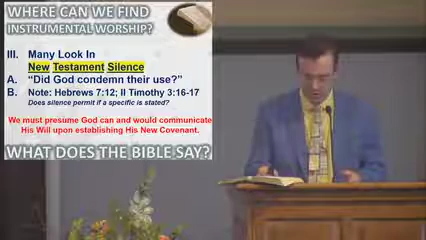 WHERE CAN WE FIND
INSTRUMENTAL WORSHIP?
III. Many Look In
New Testament Silence
A. “Did God condemn their use?”
B. Note: Hebrews 7:12; II Timothy 3:16-17
Does silence permit if a specific is stated?
We must presume God can and would communicate
His Will upon establishing His New Covenant.
WHAT DOES THE BIBLE SAY?